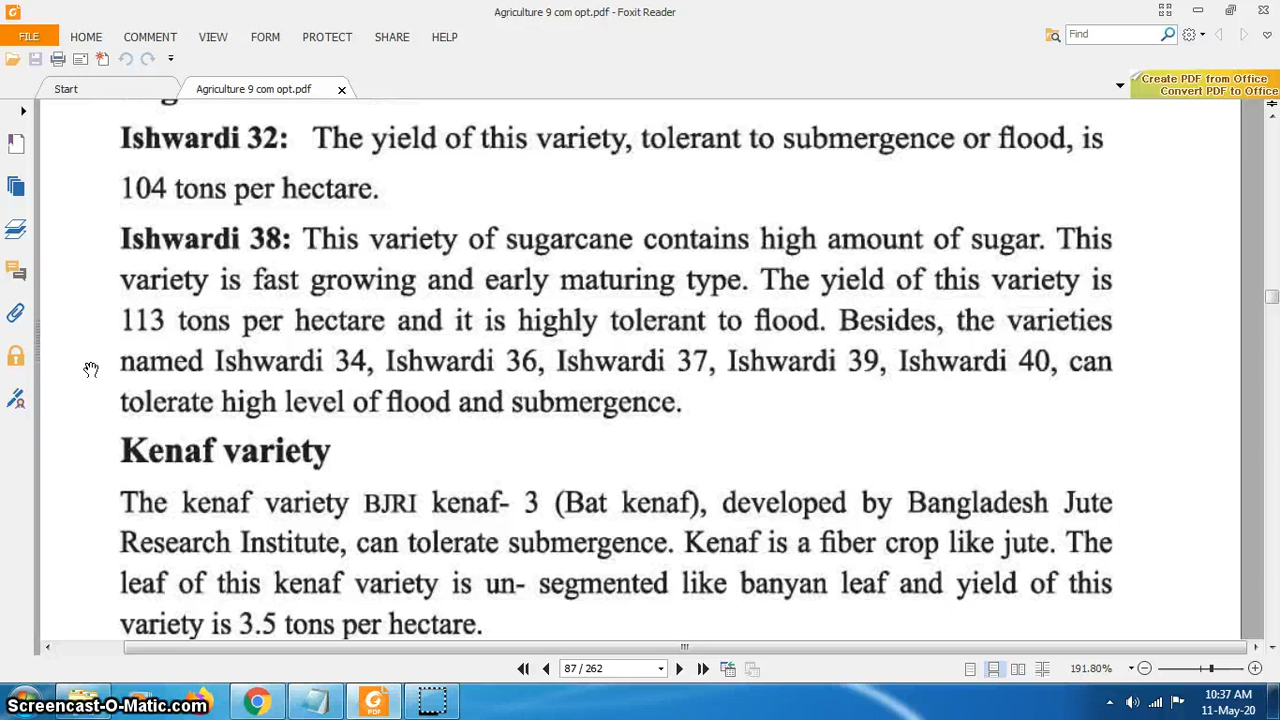 Agriculture 9 com opt.pdf - Foxit Reader
FILE HOME COMMENT VIEW FORM PROTECT SHARE HELP
Find
Start Agriculture 9 com opt.pdf
Create PDF from Office
Convert PDF to Office
Ishwardi 32: The yield of this variety, tolerant to submergence or flood, is
104 tons per hectare.
Ishwardi 38: This variety of sugarcane contains high amount of sugar. This
variety is fast growing and early maturing type. The yield of this variety is
113 tons per hectare and it is highly tolerant to flood. Besides, the varieties
named Ishwardi 34, Ishwardi 36, Ishwardi 37, Ishwardi 39, Ishwardi 40, can
tolerate high level of flood and submergence.
Kenaf variety
The kenaf variety BJRI kenaf- 3 (Bat kenaf), developed by Bangladesh Jute
Research Institute, can tolerate submergence. Kenaf is a fiber crop like jute. The
leaf of this kenaf variety is un- segmented like banyan leaf and yield of this
variety is 3.5 tons per hectare.
87 / 262
191.80%
PDF
10:37 AM
11-May-20
Screencast-O-Matic.com